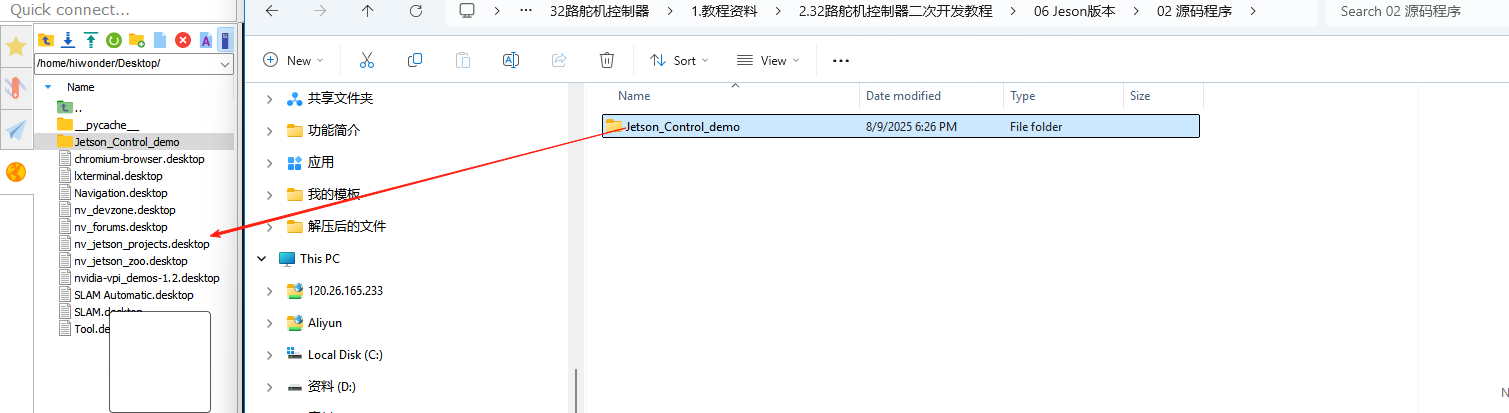 Quick connect...
/home/hiwonder/Desktop/
Name
..
__pycache__
Jetson_Control_demo
chromium-browser.desktop
lxterminal.desktop
Navigation.desktop
nv_devzone.desktop
nv_forums.desktop
nv_jetson_projects.desktop
nv_jetson_zoo.desktop
nvidia-vpi_demos-1.2.desktop
SLAM Automatic.desktop
SLAM.desktop
Tool.de
32路舵机控制器 > 1.教程资料 > 2.32路舵机控制器二次开发教程 > 06 Jeson版本 > 02 源码程序 >
Search 02 源码程序
New
Sort
View
共享文件夹
功能简介
应用
我的模板
解压后的文件
This PC
120.26.165.233
Aliyun
Local Disk (C:)
资料 (D:)
Name Date modified Type Size
Jetson_Control_demo 8/9/2025 6:26 PM File folder